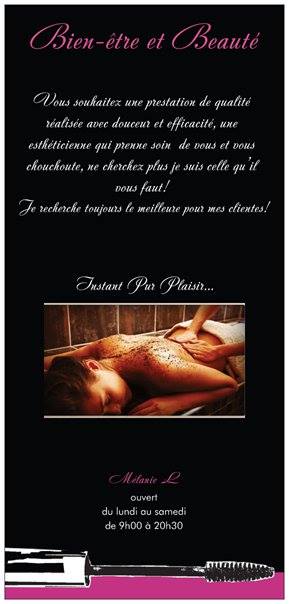 Bien-être et Beauté
Vous souhaitez une prestation de qualité
réalisée avec douceur et efficacité, une
esthéticienne qui prenne soin de vous et vous
chouchoute, ne cherchez plus je suis celle qu'il
vous faut!
Je recherche toujours le meilleure pour mes clientes!
Instant Pur Plaisir...
Mélanie L
ouvert
du lundi au samedi
de 9h00 à 20h30